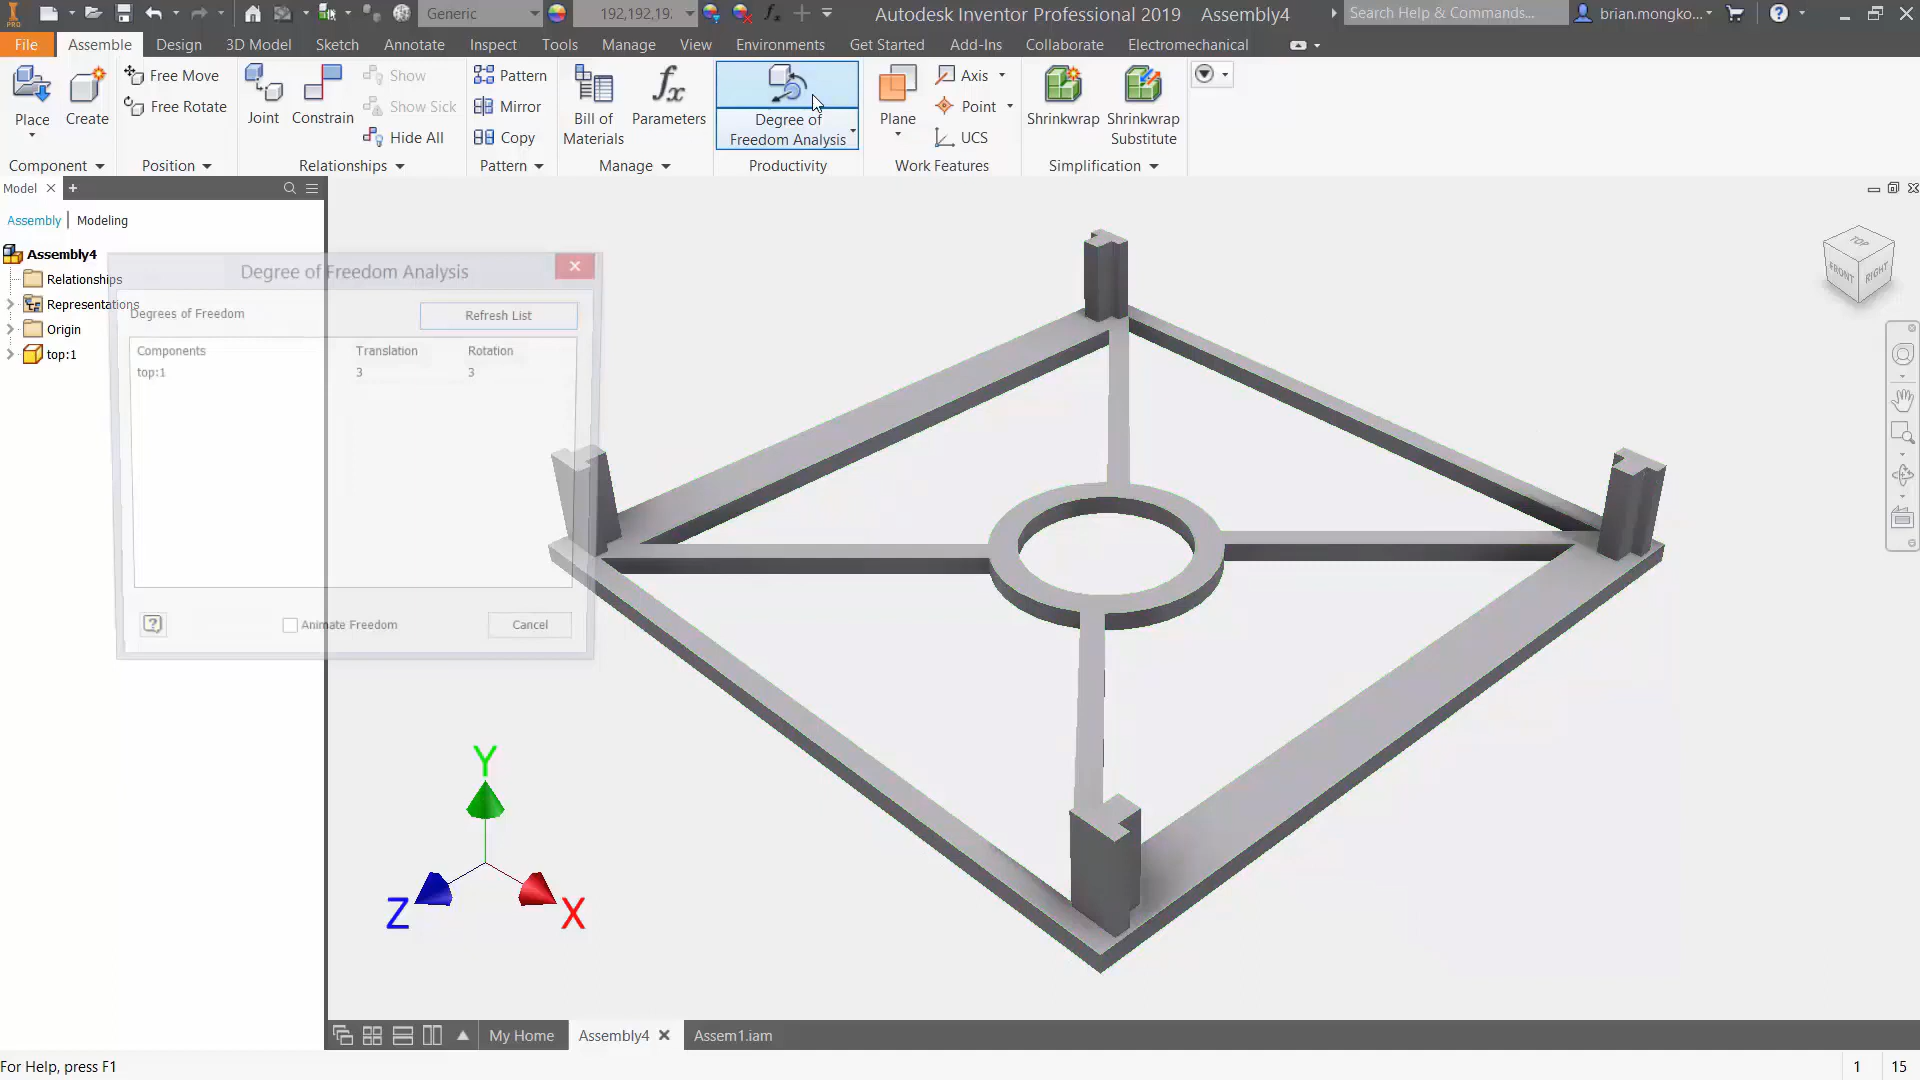 PRO
Generic
192,192,19
Autodesk Inventor Professional 2019 Assembly4
Search Help & Commands...
brian.mongko...
File Assemble Design 3D Model Sketch Annotate Inspect Tools Manage View Environments Get Started Add-Ins Collaborate Electromechanical
Place
Create
Free Move
Free Rotate
Joint
Constrain
Show
Show Sick
Hide All
Pattern
Mirror
Copy
Bill of
Materials
fx
Parameters
Degree of
Freedom Analysis
Plane
Axis
Point
UCS
Shrinkwrap
Shrinkwrap
Substitute
Component
Position
Relationships
Pattern
Manage
Productivity
Work Features
Simplification
Model
Assembly | Modeling
Assembly4
Relationships
Representations
Origin
top:1
Degree of Freedom Analysis
Degrees of Freedom
Refresh List
Components Translation Rotation
top:1 3 3
Animate Freedom
Cancel
TOP
FRONT
RIGHT
Y
Z
X
My Home
Assembly4
Assem1.iam
For Help, press F1
1 15